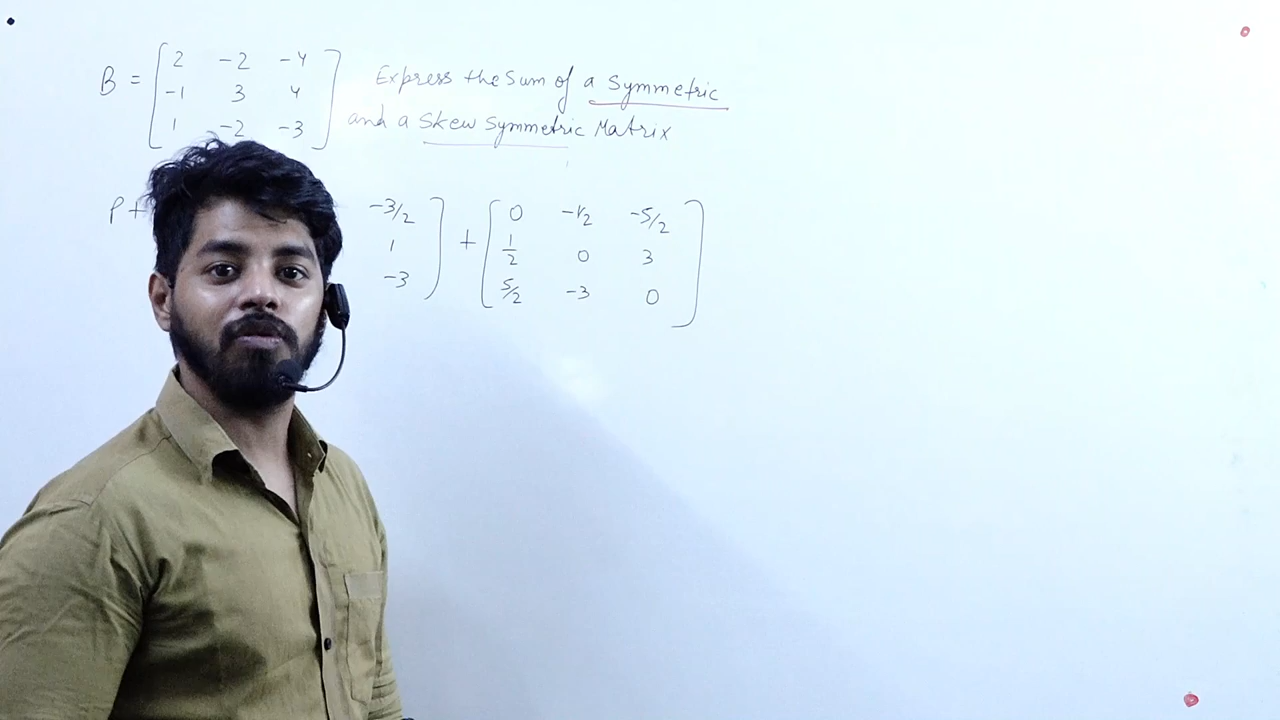 B = [ 2 -2 -4
-1 3 4
1 -2 -3 ]
Express the Sum of a Symmetric
and a Skew Symmetric Matrix
P+
-3/2
1
-3 ]
+ [ 0 -1/2 -5/2
1/2 0 3
5/2 -3 0 ]